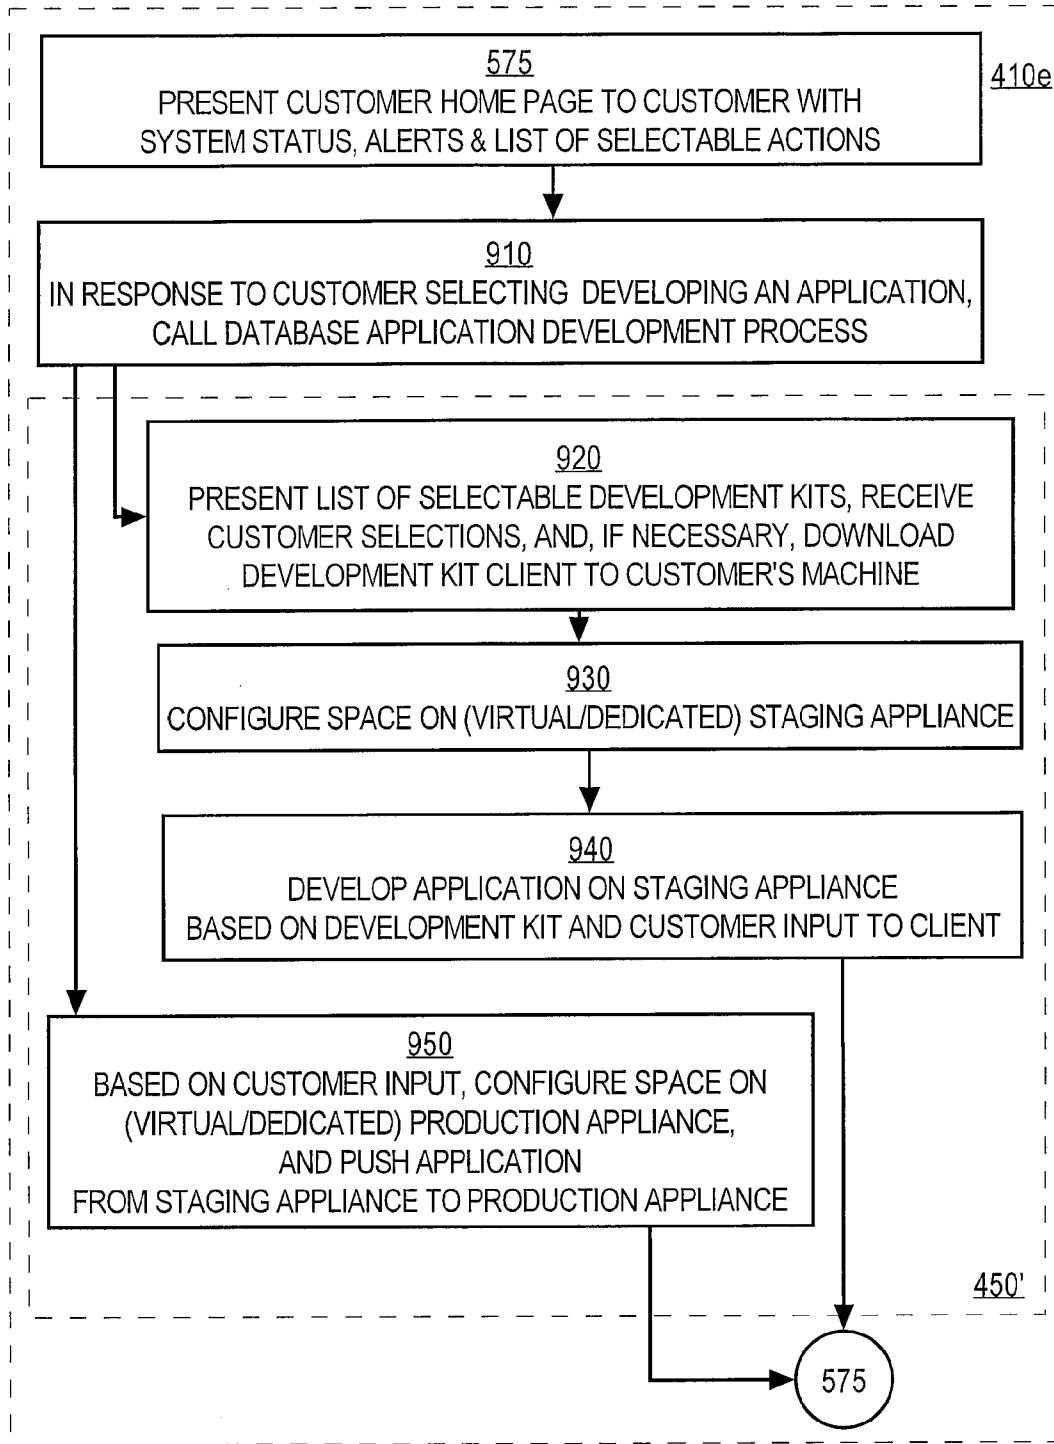 575
PRESENT CUSTOMER HOME PAGE TO CUSTOMER WITH
SYSTEM STATUS, ALERTS & LIST OF SELECTABLE ACTIONS
410e
910
IN RESPONSE TO CUSTOMER SELECTING DEVELOPING AN APPLICATION,
CALL DATABASE APPLICATION DEVELOPMENT PROCESS
920
PRESENT LIST OF SELECTABLE DEVELOPMENT KITS, RECEIVE
CUSTOMER SELECTIONS, AND, IF NECESSARY, DOWNLOAD
DEVELOPMENT KIT CLIENT TO CUSTOMER'S MACHINE
930
CONFIGURE SPACE ON (VIRTUAL/DEDICATED) STAGING APPLIANCE
940
DEVELOP APPLICATION ON STAGING APPLIANCE
BASED ON DEVELOPMENT KIT AND CUSTOMER INPUT TO CLIENT
950
BASED ON CUSTOMER INPUT, CONFIGURE SPACE ON
(VIRTUAL/DEDICATED) PRODUCTION APPLIANCE,
AND PUSH APPLICATION
FROM STAGING APPLIANCE TO PRODUCTION APPLIANCE
450'
575